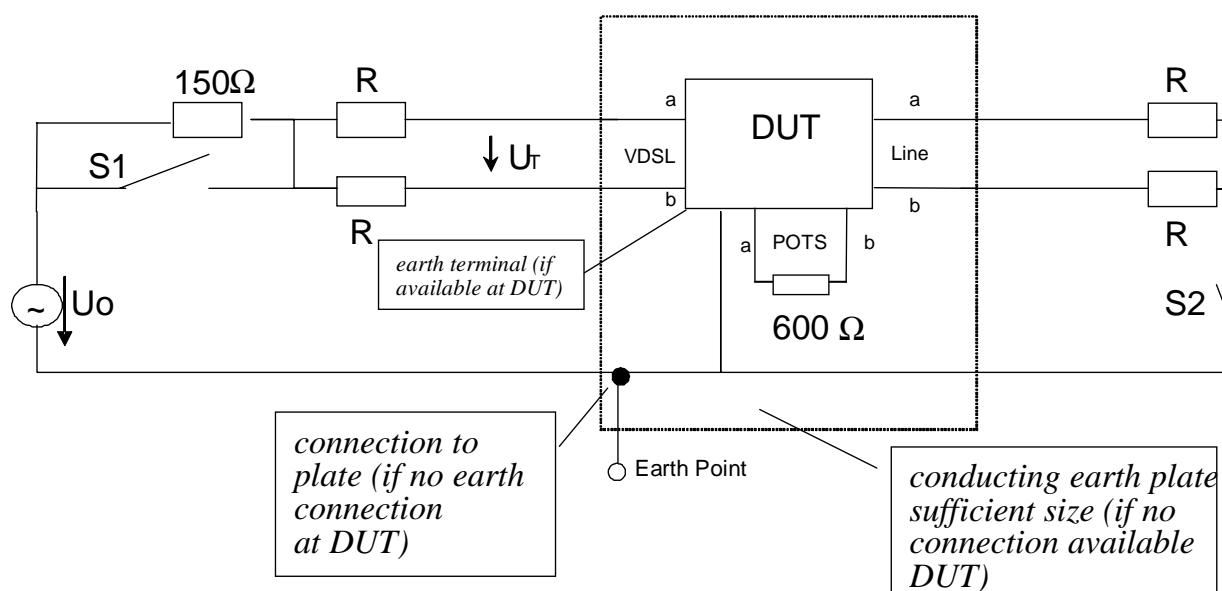 150Ω
R
R
a
a
DUT
S1
U_T
VDSL
Line
R
R
b
b
a
POTS
b
earth terminal (if
available at DUT)
~
Uo
600 Ω
S2
connection to
plate (if no earth
connection
at DUT)
Earth Point
conducting earth plate
sufficient size (if no
connection available
DUT)